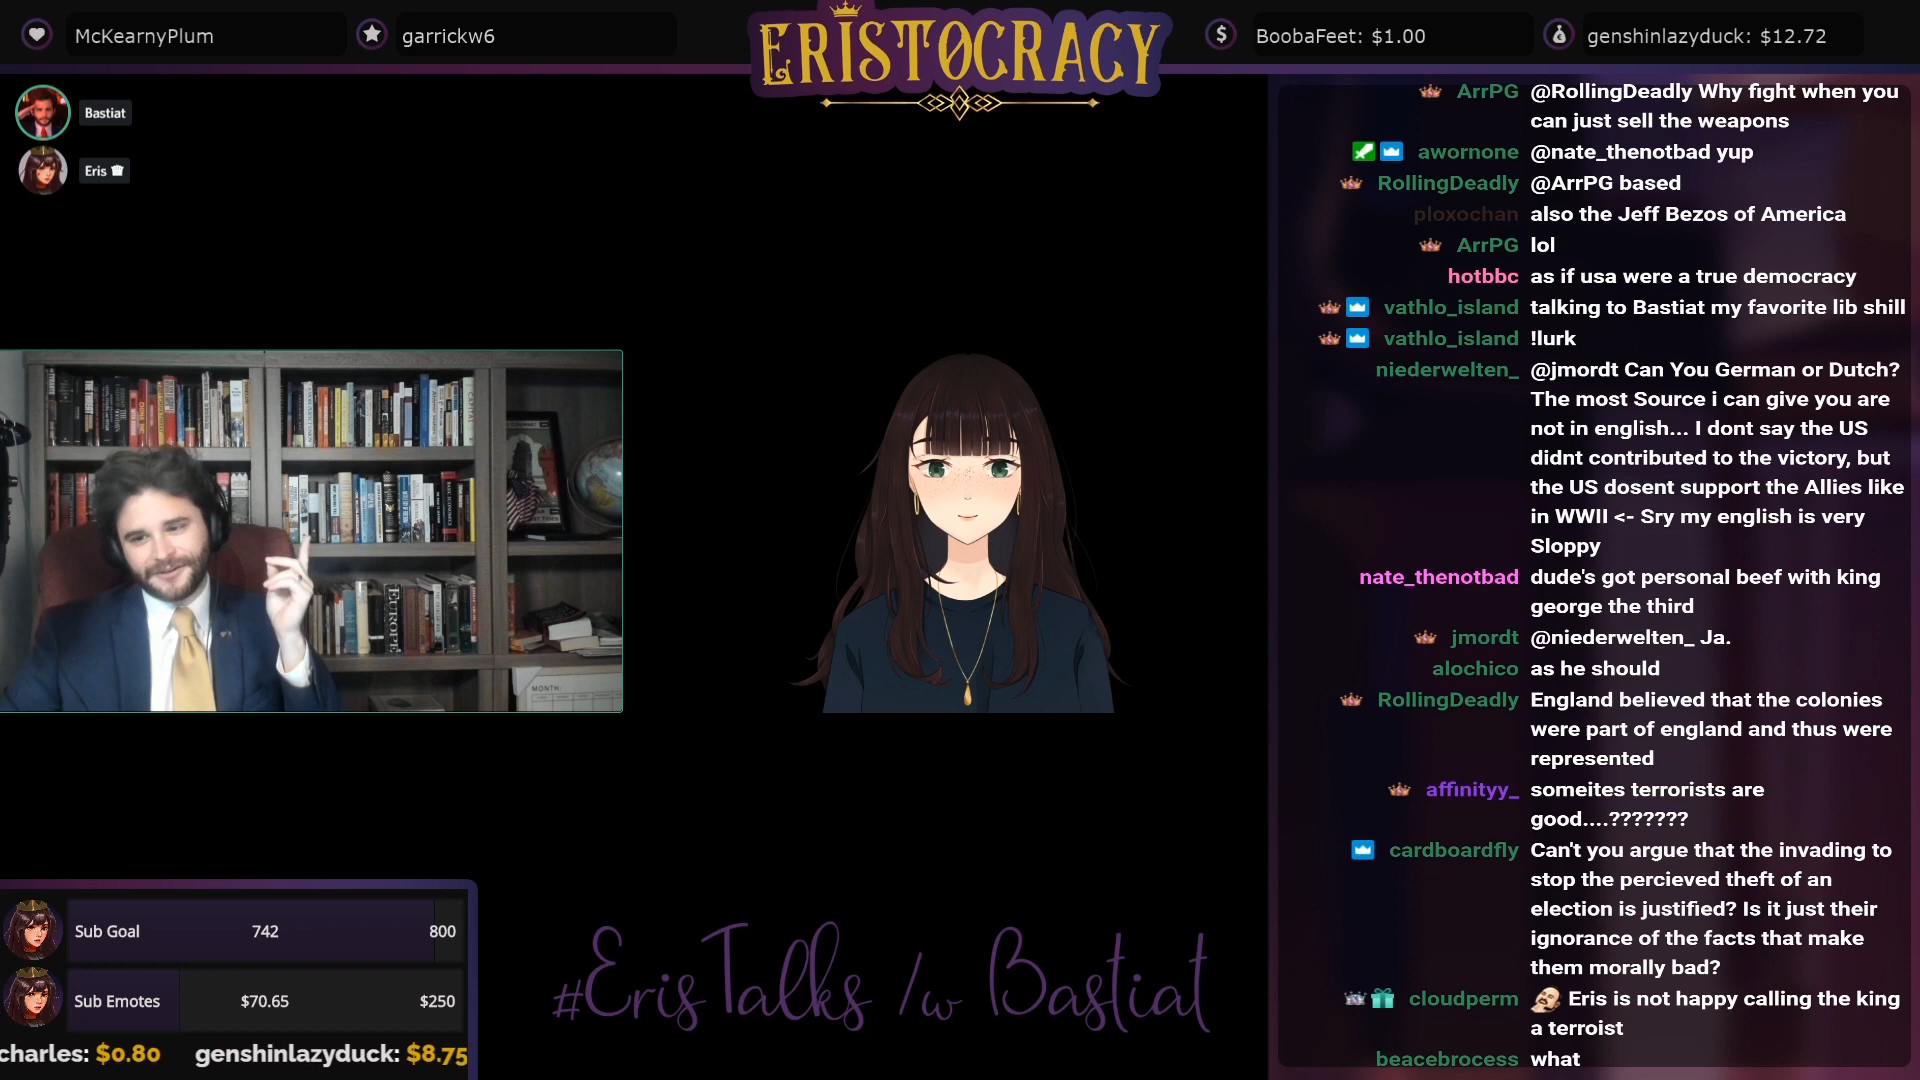 McKearnyPlum
garrickw6
ERISTOCRACY
BoobaFeet: $1.00
genshinlazyduck: $12.72
Bastiat
Eris
EUROPE
MONTH:
Sub Goal 742 800
Sub Emotes $70.65 $250
charles: $0.80 genshinlazyduck: $8.75
#ErisTalks /w Bastiat
ArrPG @RollingDeadly Why fight when you
can just sell the weapons
awornone @nate_thenotbad yup
RollingDeadly @ArrPG based
ploxochan also the Jeff Bezos of America
ArrPG lol
hotbbc as if usa were a true democracy
vathlo_island talking to Bastiat my favorite lib shill
vathlo_island !lurk
niederwelten_ @jmordt Can You German or Dutch?
The most Source i can give you are
not in english... I dont say the US
didnt contributed to the victory, but
the US dosent support the Allies like
in WWII <- Sry my english is very
Sloppy
nate_thenotbad dude's got personal beef with king
george the third
jmordt @niederwelten_ Ja.
alochico as he should
RollingDeadly England believed that the colonies
were part of england and thus were
represented
affinityy_ someites terrorists are
good....???????
cardboardfly Can't you argue that the invading to
stop the percieved theft of an
election is justified? Is it just their
ignorance of the facts that make
them morally bad?
cloudperm Eris is not happy calling the king
a terroist
beacebrocess what